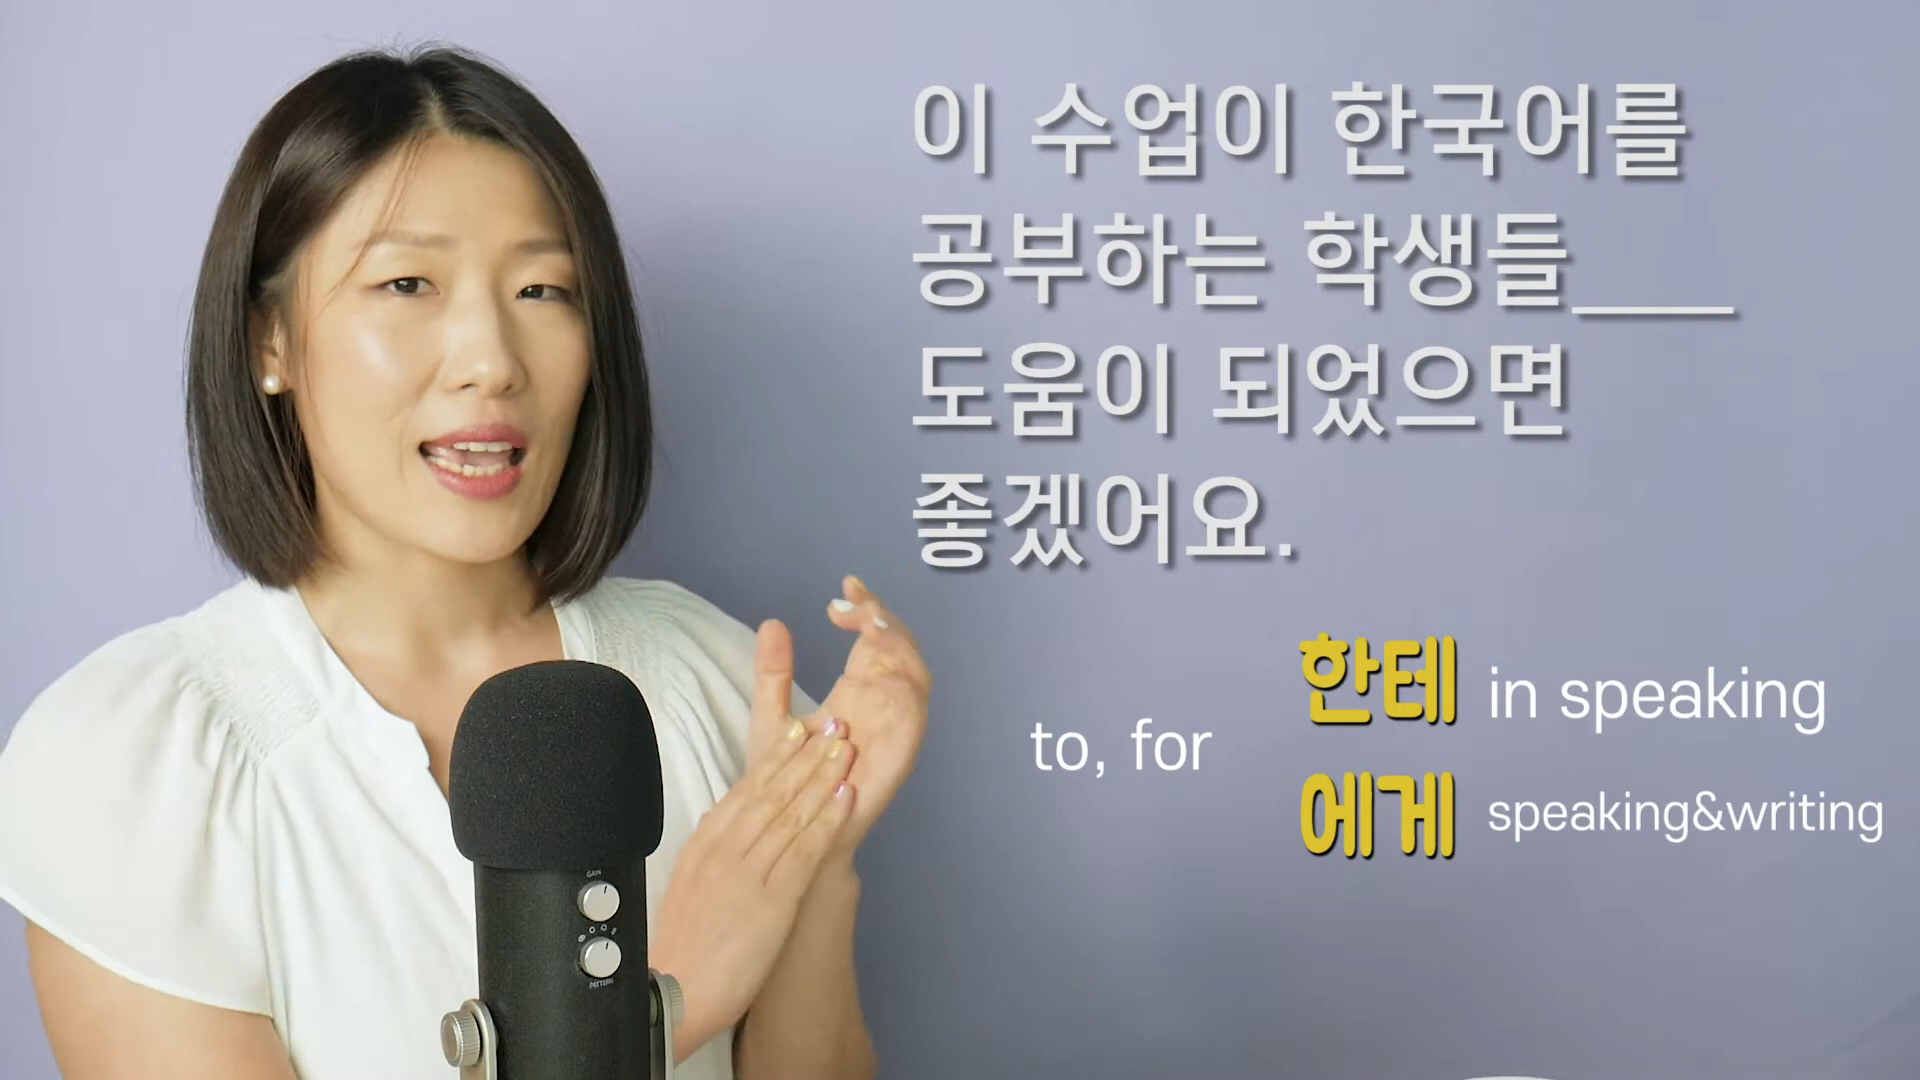 이 수업이 한국어를
공부하는 학생들___
도움이 되었으면
좋겠어요.
한테 in speaking
to, for
에게 speaking&writing
GAIN
PATTERN